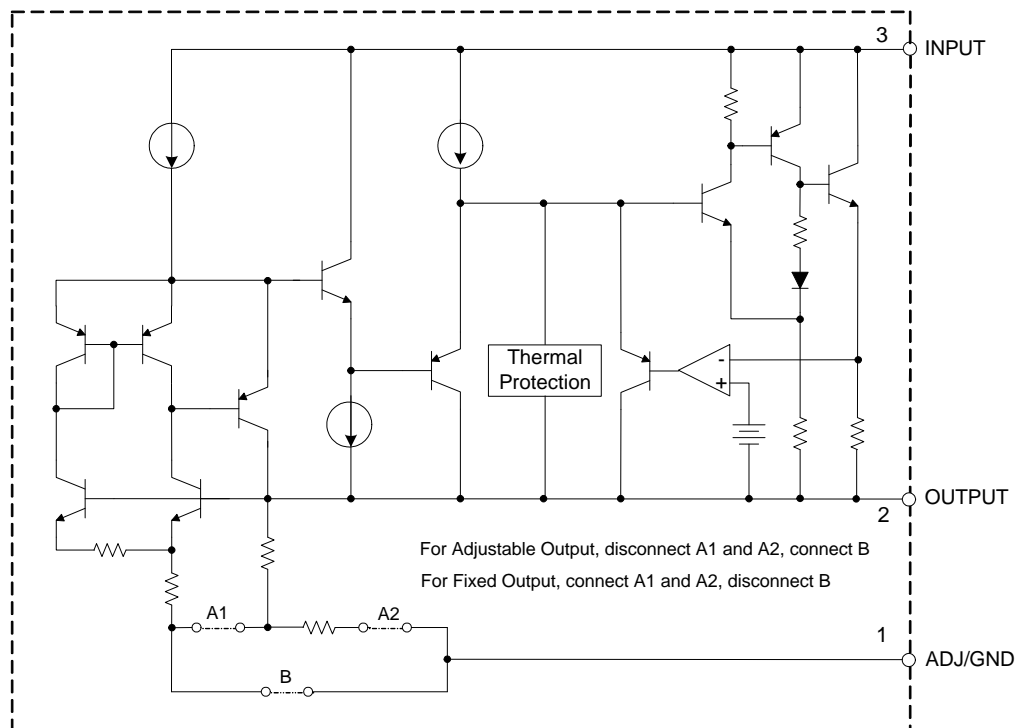 3
INPUT
Thermal
Protection
-
+
OUTPUT
2
For Adjustable Output, disconnect A1 and A2, connect B
For Fixed Output, connect A1 and A2, disconnect B
A1
A2
1
ADJ/GND
B